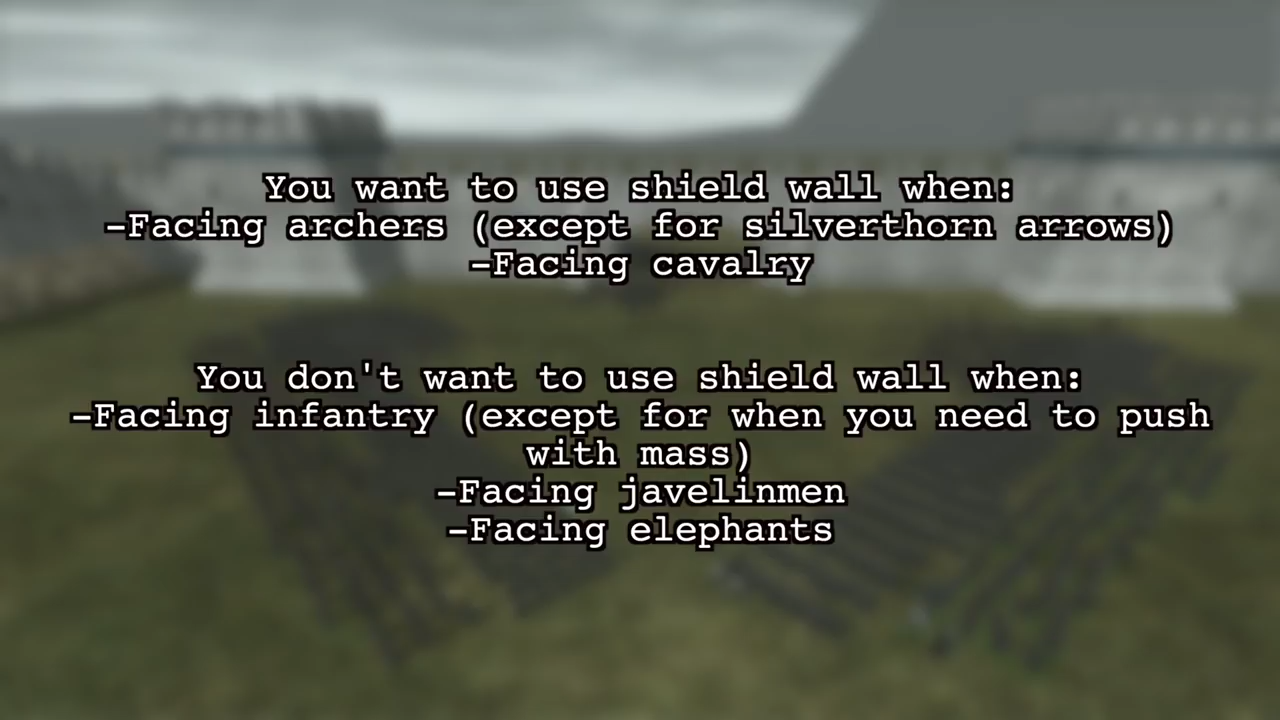 You want to use shield wall when:
-Facing archers (except for silverthorn arrows)
-Facing cavalry
You don't want to use shield wall when:
-Facing infantry (except for when you need to push
with mass)
-Facing javelinmen
-Facing elephants